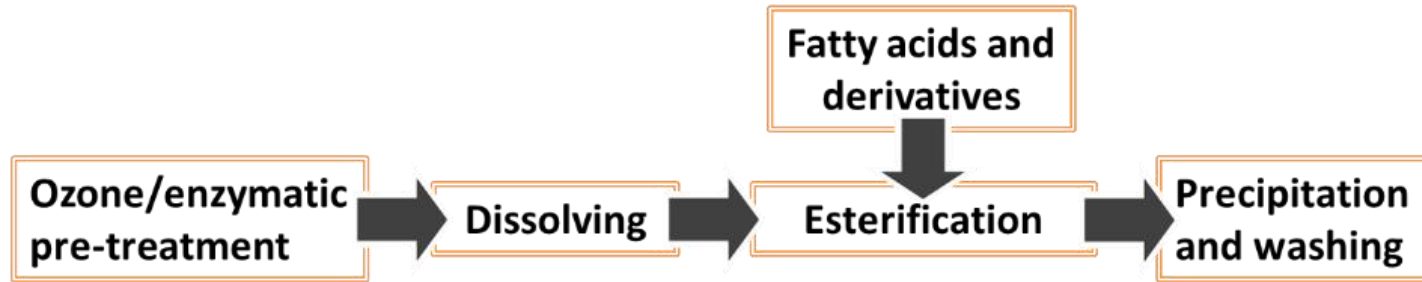 Fatty acids and
derivatives
Ozone/enzymatic
pre-treatment
Dissolving
Esterification
Precipitation
and washing